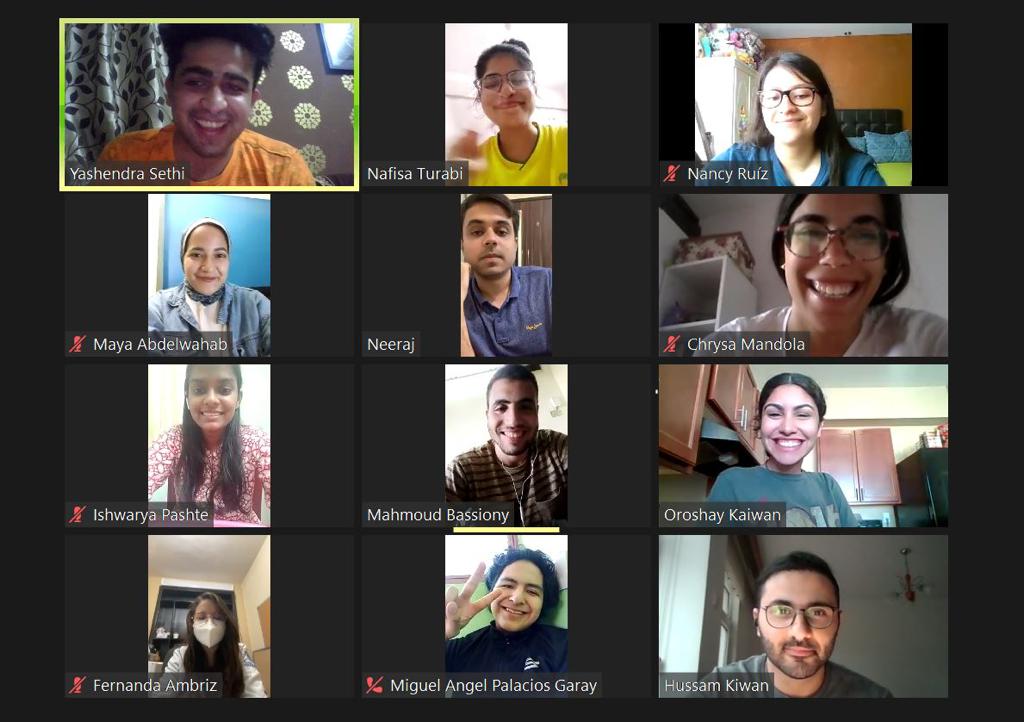 Yashendra Sethi
Nafisa Turabi
Nancy Ruíz
Maya Abdelwahab
Neeraj
Chrysa Mandola
Ishwarya Pashte
Mahmoud Bassiony
Oroshay Kaiwan
Fernanda Ambriz
Miguel Angel Palacios Garay
Hussam Kiwan